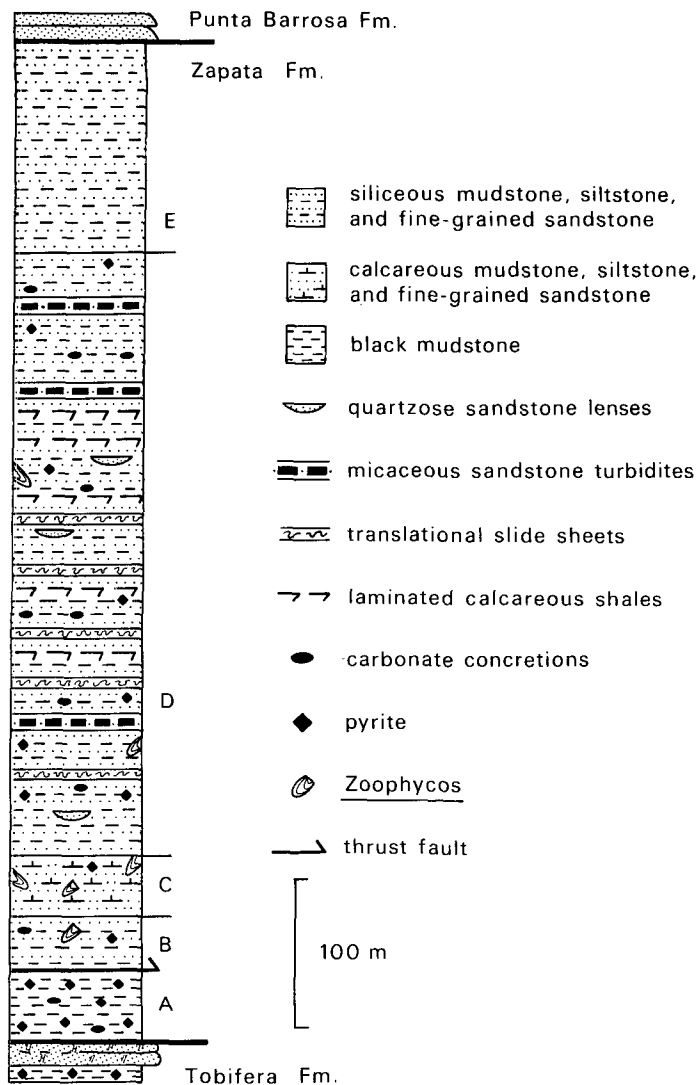 Punta Barrosa Fm.
Zapata Fm.
E
D
C
B
A
Tobifera Fm.
siliceous mudstone, siltstone,
and fine-grained sandstone
calcareous mudstone, siltstone,
and fine-grained sandstone
black mudstone
quartzose sandstone lenses
micaceous sandstone turbidites
translational slide sheets
laminated calcareous shales
carbonate concretions
pyrite
Zoophycos
thrust fault
100 m